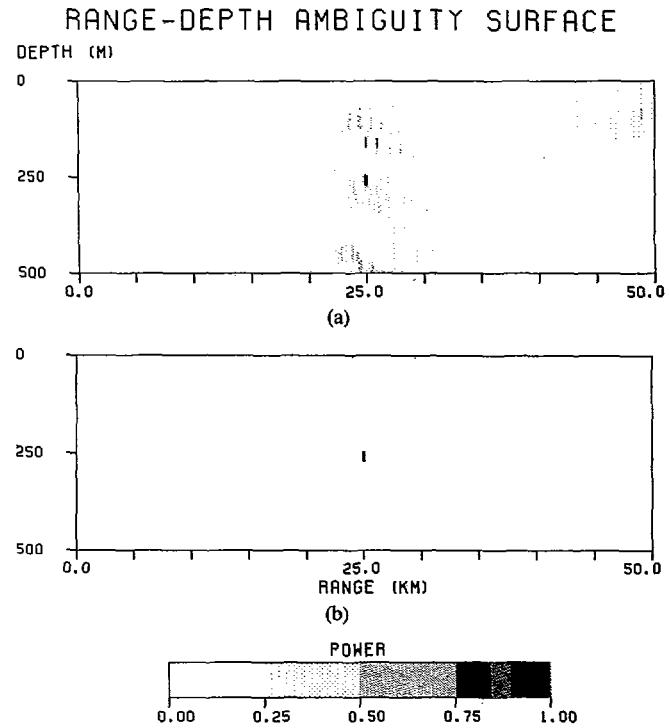 RANGE-DEPTH AMBIGUITY SURFACE
DEPTH (M)
0
250
500
0.0 25.0 50.0
(a)
0
250
500
0.0 25.0 50.0
RANGE (KM)
(b)
POWER
0.00 0.25 0.50 0.75 1.00